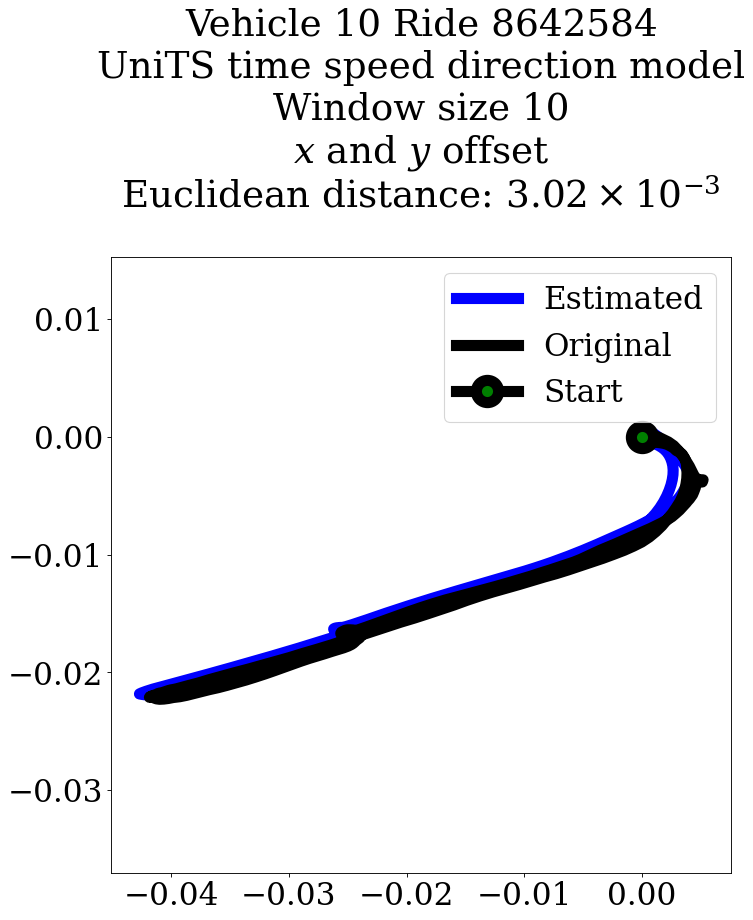 Vehicle 10 Ride 8642584
UniTS time speed direction model
Window size 10
x and y offset
Euclidean distance: 3.02 × 10⁻³
Estimated
Original
Start
0.01
0.00
−0.01
−0.02
−0.03
−0.04 −0.03 −0.02 −0.01 0.00